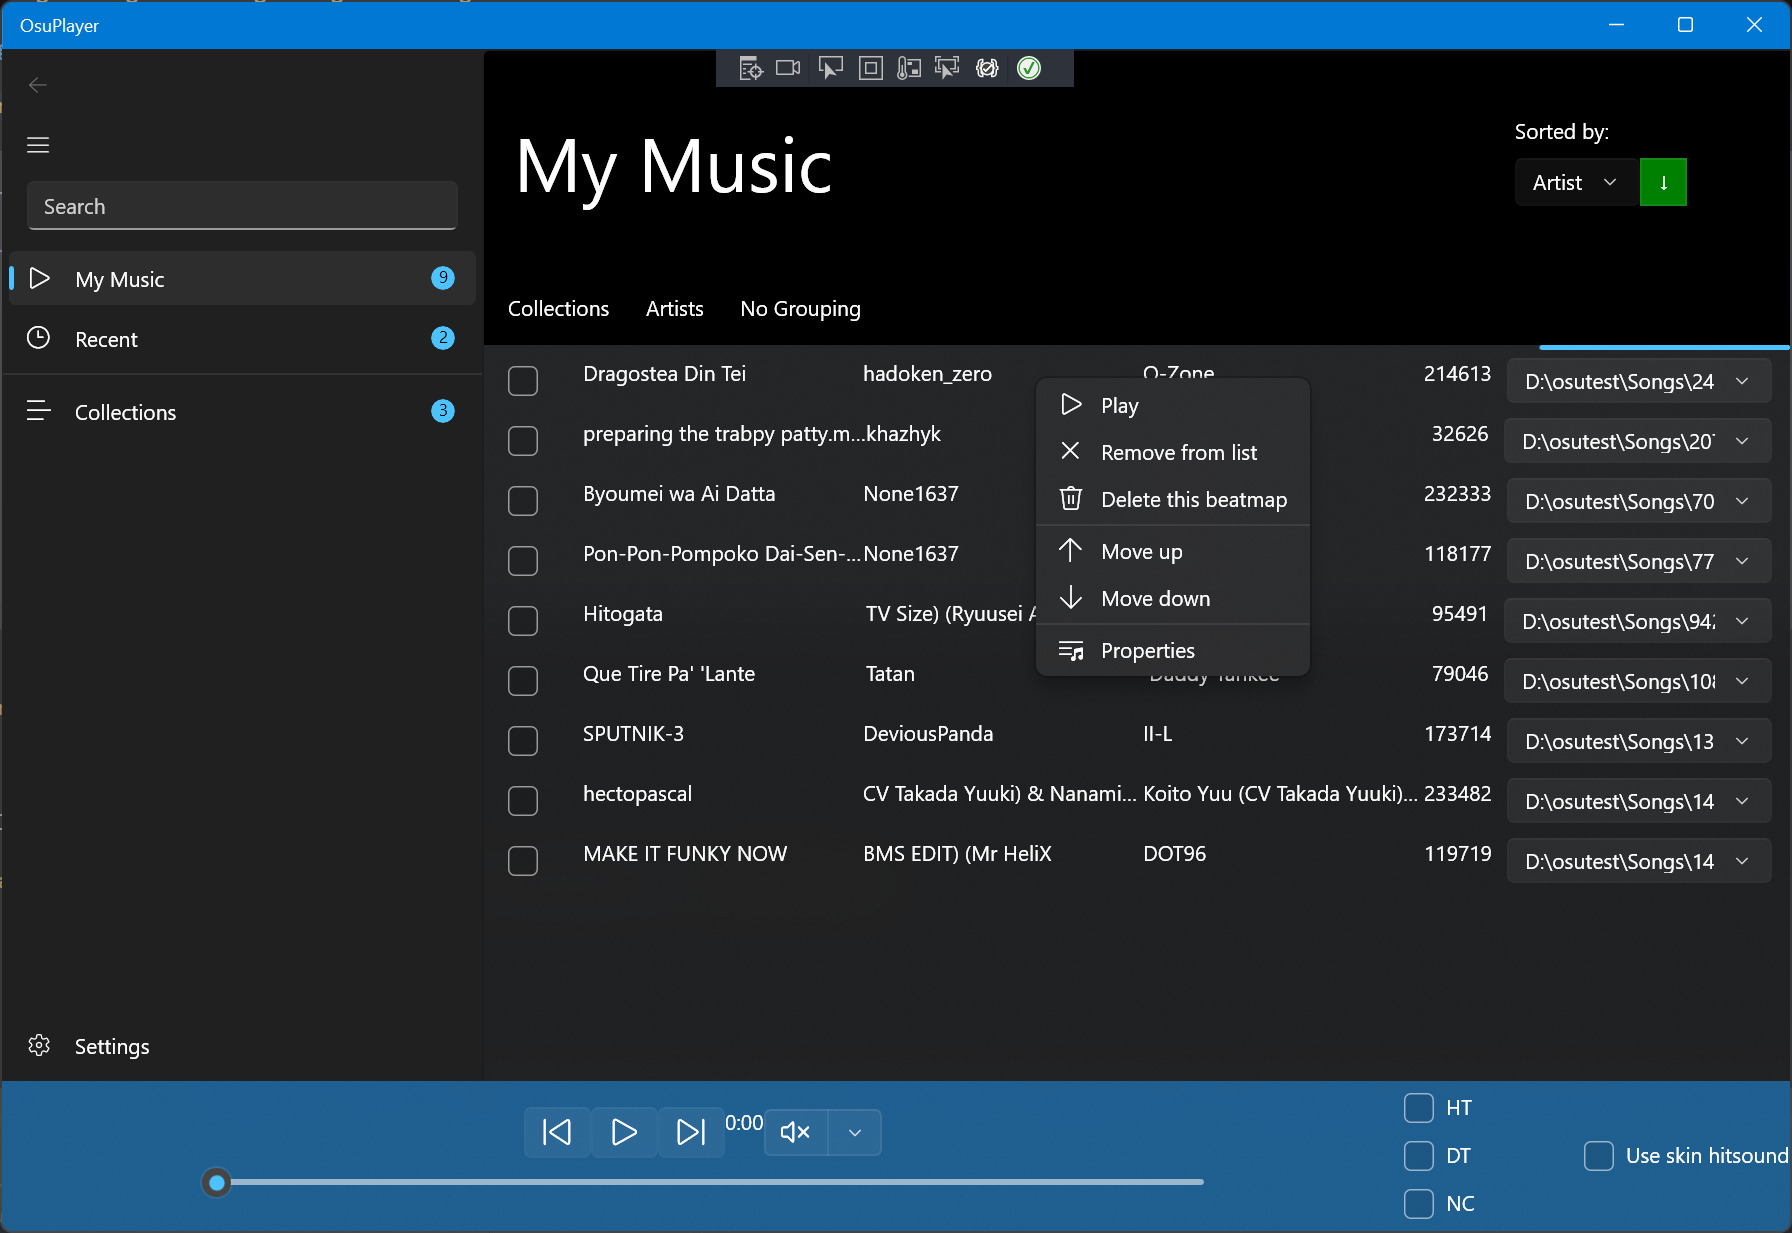 OsuPlayer
Search
My Music 9
Recent 2
Collections 3
Settings
My Music
Sorted by:
Artist ↓
Collections Artists No Grouping
Dragostea Din Tei hadoken_zero O-Zone 214613 D:\osutest\Songs\24
preparing the trabpy patty.m... khazhyk 32626 D:\osutest\Songs\207
Byoumei wa Ai Datta None1637 232333 D:\osutest\Songs\70
Pon-Pon-Pompoko Dai-Sen-... None1637 118177 D:\osutest\Songs\77
Hitogata TV Size) (Ryuusei A 95491 D:\osutest\Songs\942
Que Tire Pa' 'Lante Tatan Daddy Yankee 79046 D:\osutest\Songs\108
SPUTNIK-3 DeviousPanda II-L 173714 D:\osutest\Songs\13
hectopascal CV Takada Yuuki) & Nanami... Koito Yuu (CV Takada Yuuki)... 233482 D:\osutest\Songs\14
MAKE IT FUNKY NOW BMS EDIT) (Mr HeliX DOT96 119719 D:\osutest\Songs\14
Play
Remove from list
Delete this beatmap
Move up
Move down
Properties
0:00
HT
DT
NC
Use skin hitsound